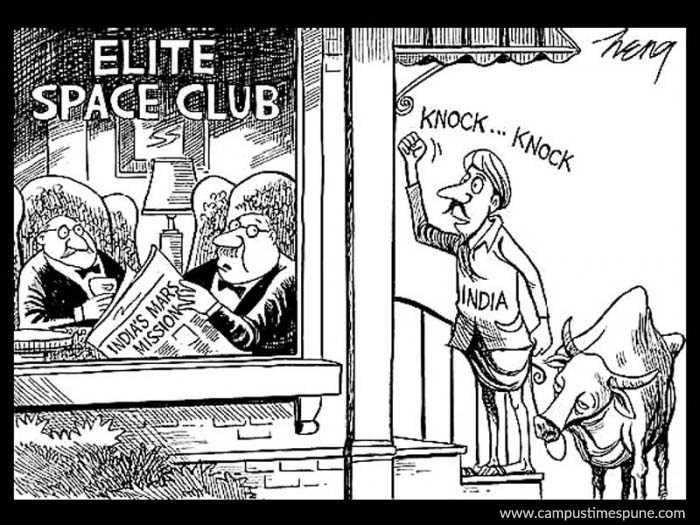 ELITE
SPACE CLUB
heng
KNOCK... KNOCK
INDIA'S MARS
MISSION
INDIA
www.campustimespune.com